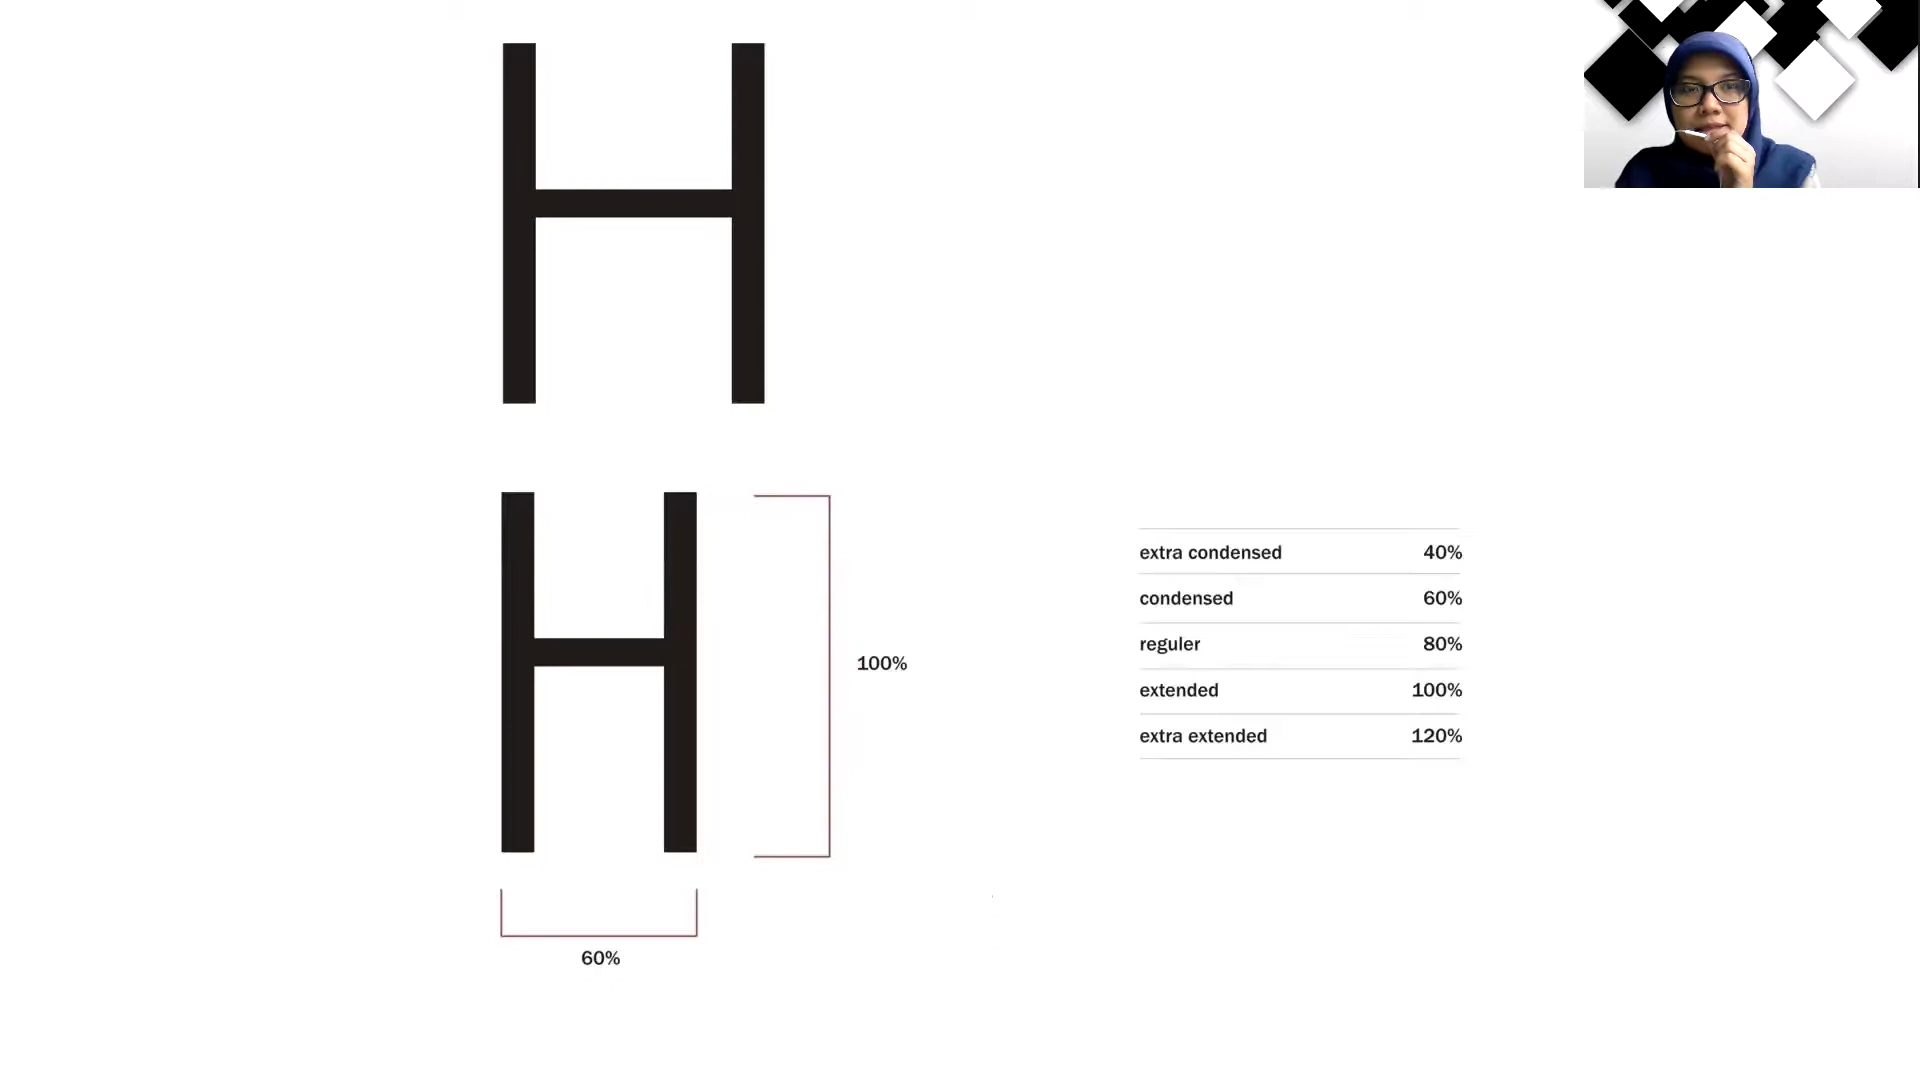 H
H
100%
60%
extra condensed 40%
condensed 60%
reguler 80%
extended 100%
extra extended 120%